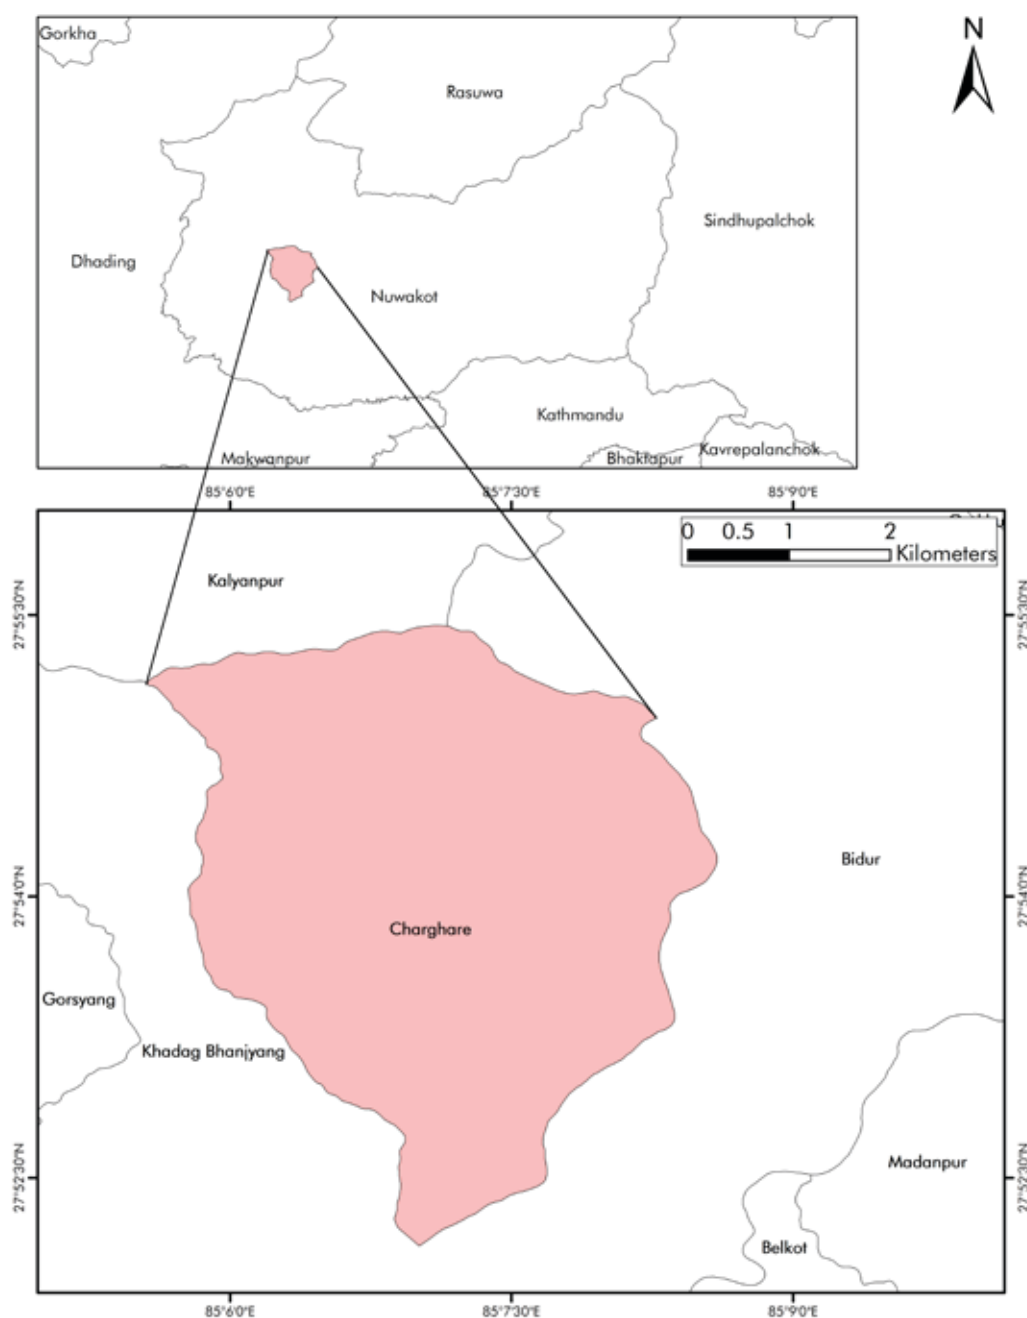 N
Gorkha
Rasuwa
Sindhupalchok
Dhading
Nuwakot
Kathmandu
Makwanpur
Bhaktapur
Kavrepalanchok
85°6'0"E
85°7'30"E
85°9'0"E
0 0.5 1 2
Kilometers
Kalyanpur
27°55'30"N
27°55'30"N
Bidur
27°54'0"N
27°54'0"N
Charghare
Gorsyang
Khadag Bhanjyang
Madanpur
27°52'30"N
27°52'30"N
Belkot
85°6'0"E
85°7'30"E
85°9'0"E